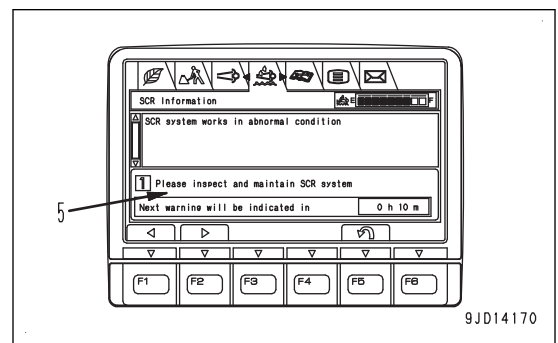 SCR Information
E F
SCR system works in abnormal condition
1 Please inspect and maintain SCR system
Next warning will be indicated in 0 h 10 m
5
F1 F2 F3 F4 F5 F6
9JD14170